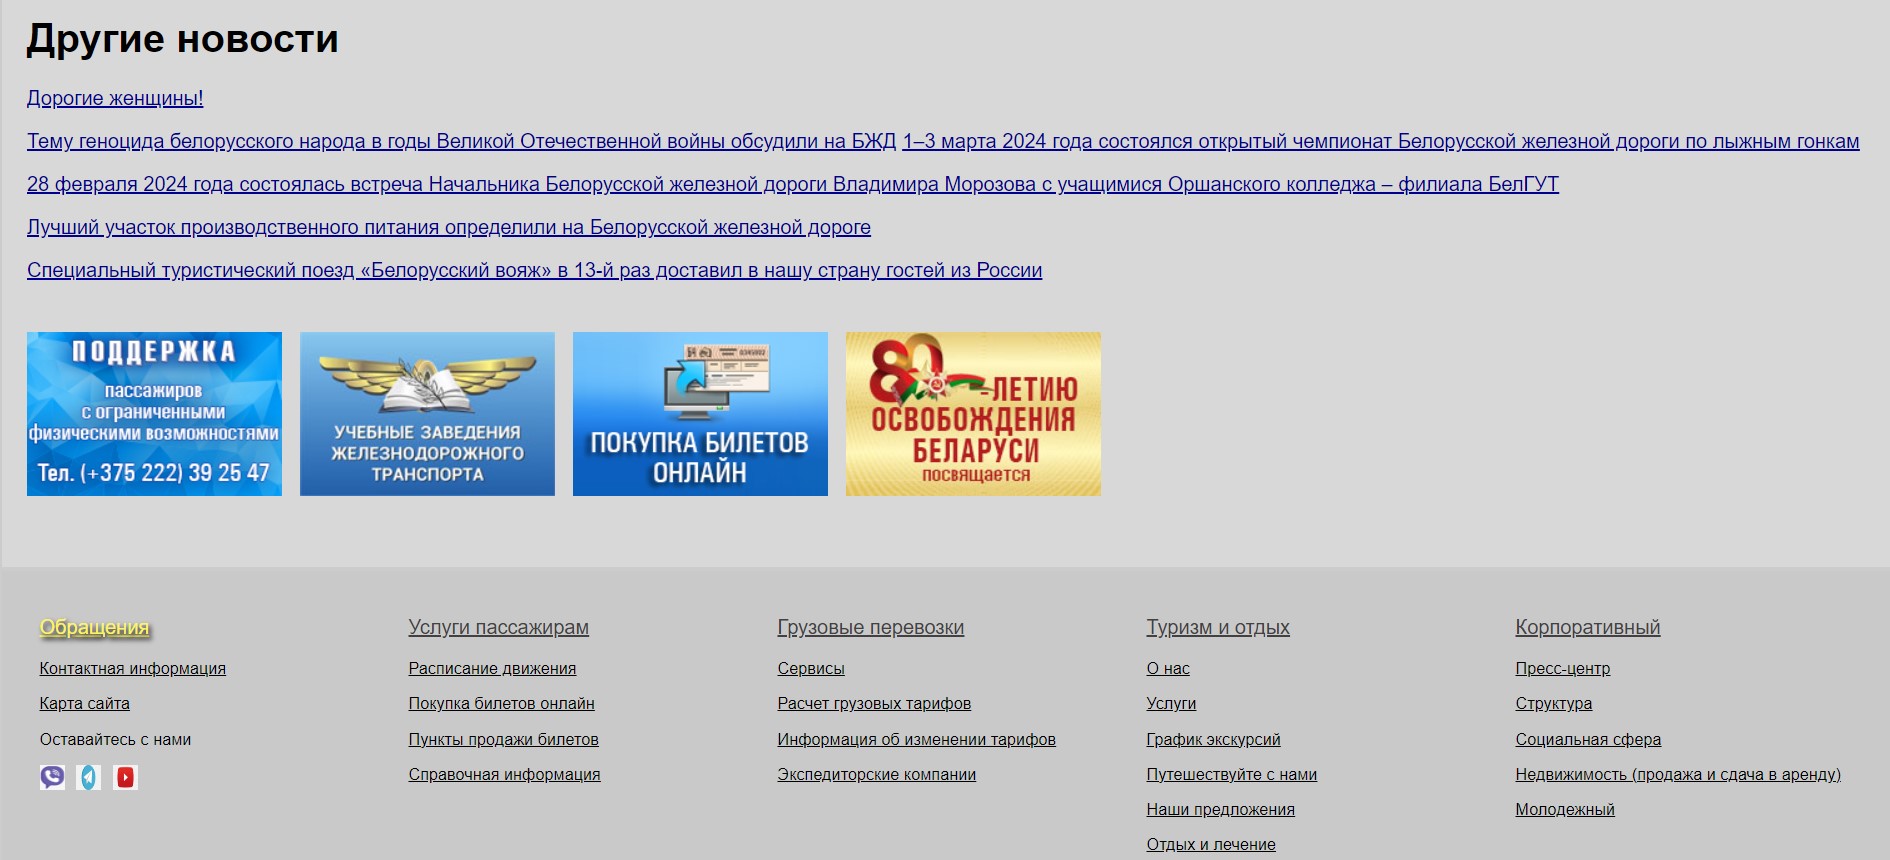 Другие новости
Дорогие женщины!
Тему геноцида белорусского народа в годы Великой Отечественной войны обсудили на БЖД 1–3 марта 2024 года состоялся открытый чемпионат Белорусской железной дороги по лыжным гонкам
28 февраля 2024 года состоялась встреча Начальника Белорусской железной дороги Владимира Морозова с учащимися Оршанского колледжа – филиала БелГУТ
Лучший участок производственного питания определили на Белорусской железной дороге
Специальный туристический поезд «Белорусский вояж» в 13-й раз доставил в нашу страну гостей из России
ПОДДЕРЖКА
пассажиров
с ограниченными
физическими возможностями
Тел. (+375 222) 39 25 47
УЧЕБНЫЕ ЗАВЕДЕНИЯ
ЖЕЛЕЗНОДОРОЖНОГО
ТРАНСПОРТА
ПОКУПКА БИЛЕТОВ
ОНЛАЙН
80-ЛЕТИЮ
ОСВОБОЖДЕНИЯ
БЕЛАРУСИ
посвящается
Обращения
Контактная информация
Карта сайта
Оставайтесь с нами
Услуги пассажирам
Расписание движения
Покупка билетов онлайн
Пункты продажи билетов
Справочная информация
Грузовые перевозки
Сервисы
Расчет грузовых тарифов
Информация об изменении тарифов
Экспедиторские компании
Туризм и отдых
О нас
Услуги
График экскурсий
Путешествуйте с нами
Наши предложения
Отдых и лечение
Корпоративный
Пресс-центр
Структура
Социальная сфера
Недвижимость (продажа и сдача в аренду)
Молодежный